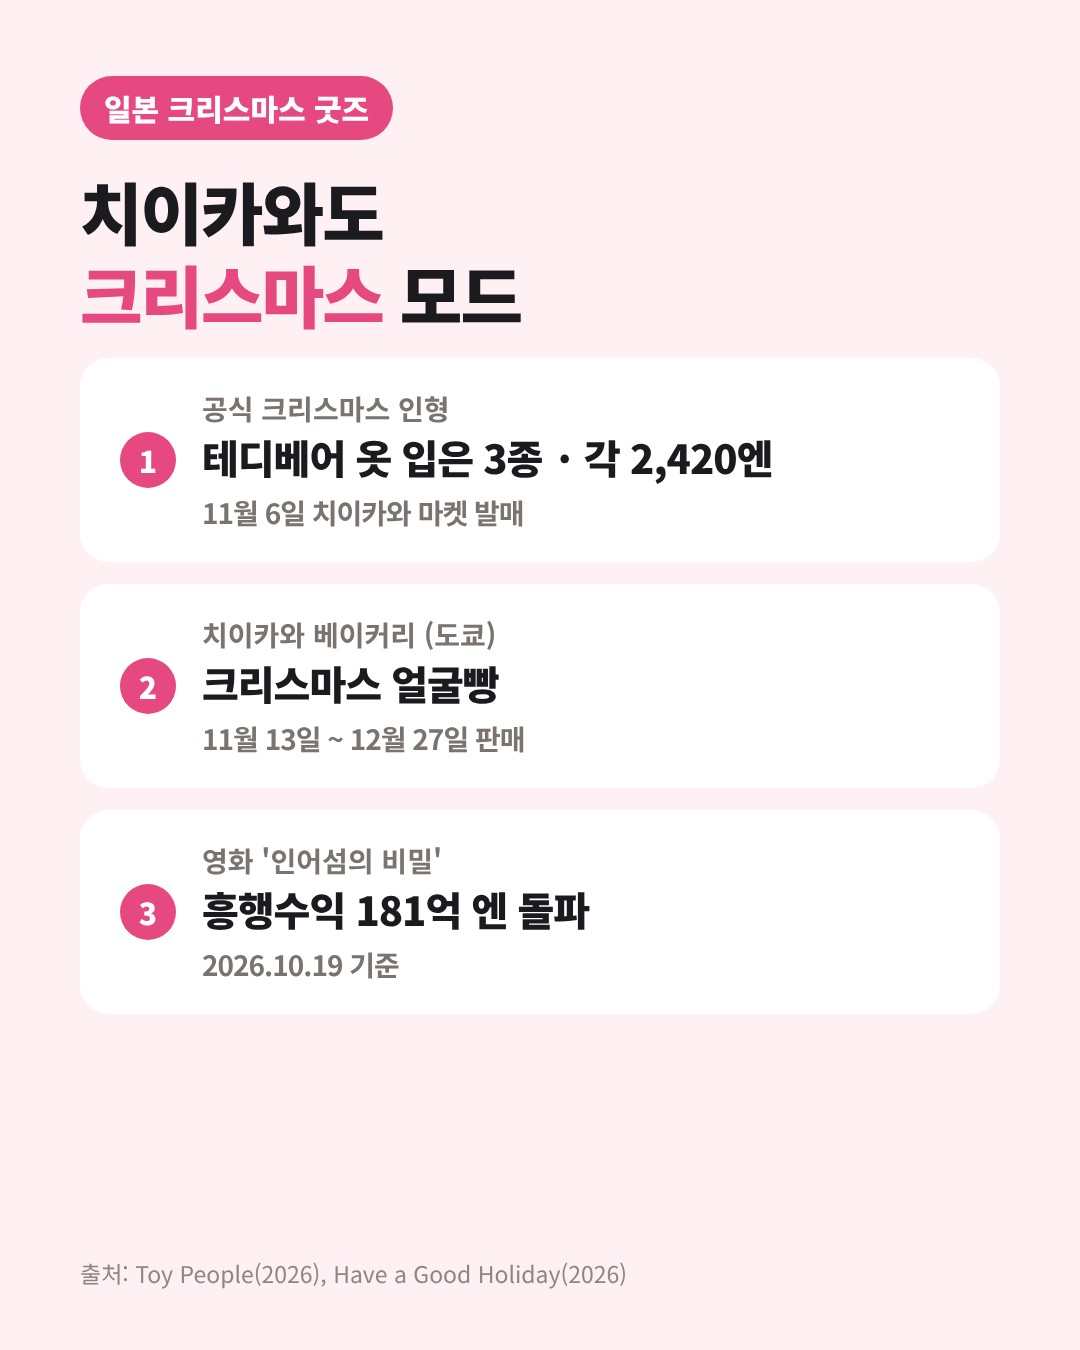 일본 크리스마스 굿즈
치이카와도
크리스마스 모드
공식 크리스마스 인형
1
테디베어 옷 입은 3종 · 각 2,420엔
11월 6일 치이카와 마켓 발매
치이카와 베이커리 (도쿄)
2
크리스마스 얼굴빵
11월 13일 ~ 12월 27일 판매
영화 '인어섬의 비밀'
3
흥행수익 181억 엔 돌파
2026.10.19 기준
출처: Toy People(2026), Have a Good Holiday(2026)